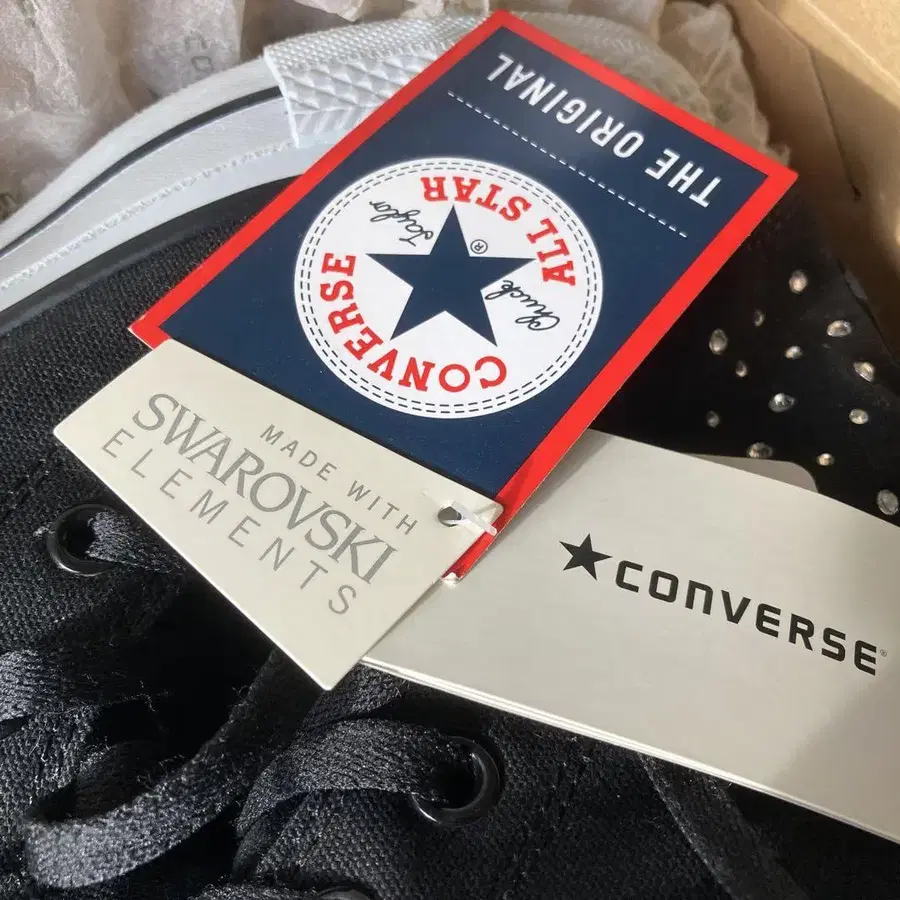 THE ORIGINAL
CONVERSE
ALL STAR
®
Chuck Taylor
MADE WITH
SWAROVSKI
ELEMENTS
CONVERSE®